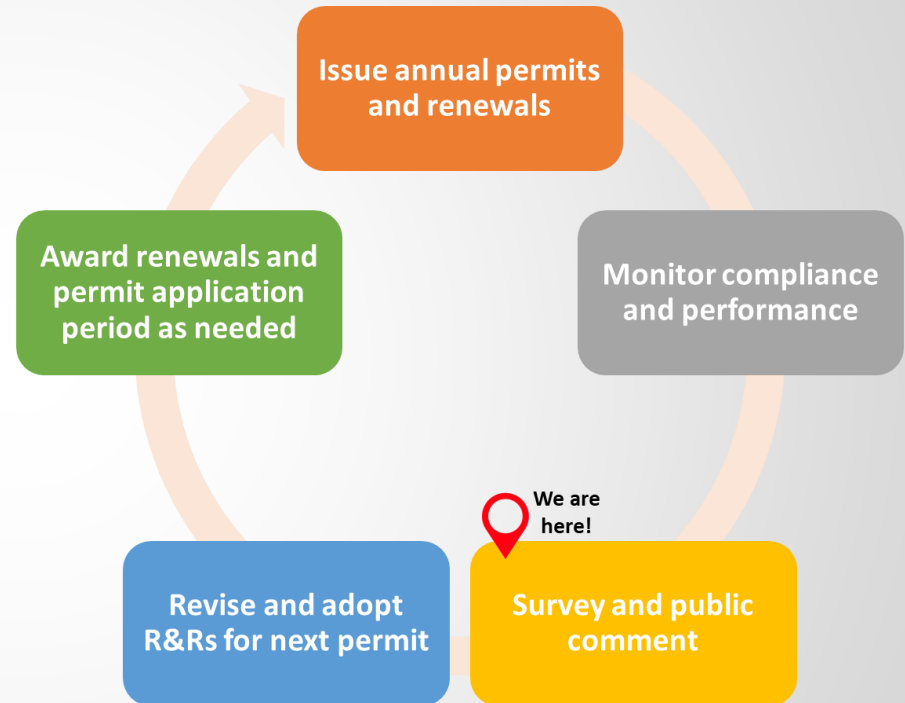 Issue annual permits
and renewals
Monitor compliance
and performance
We are
here!
Survey and public
comment
Revise and adopt
R&Rs for next permit
Award renewals and
permit application
period as needed